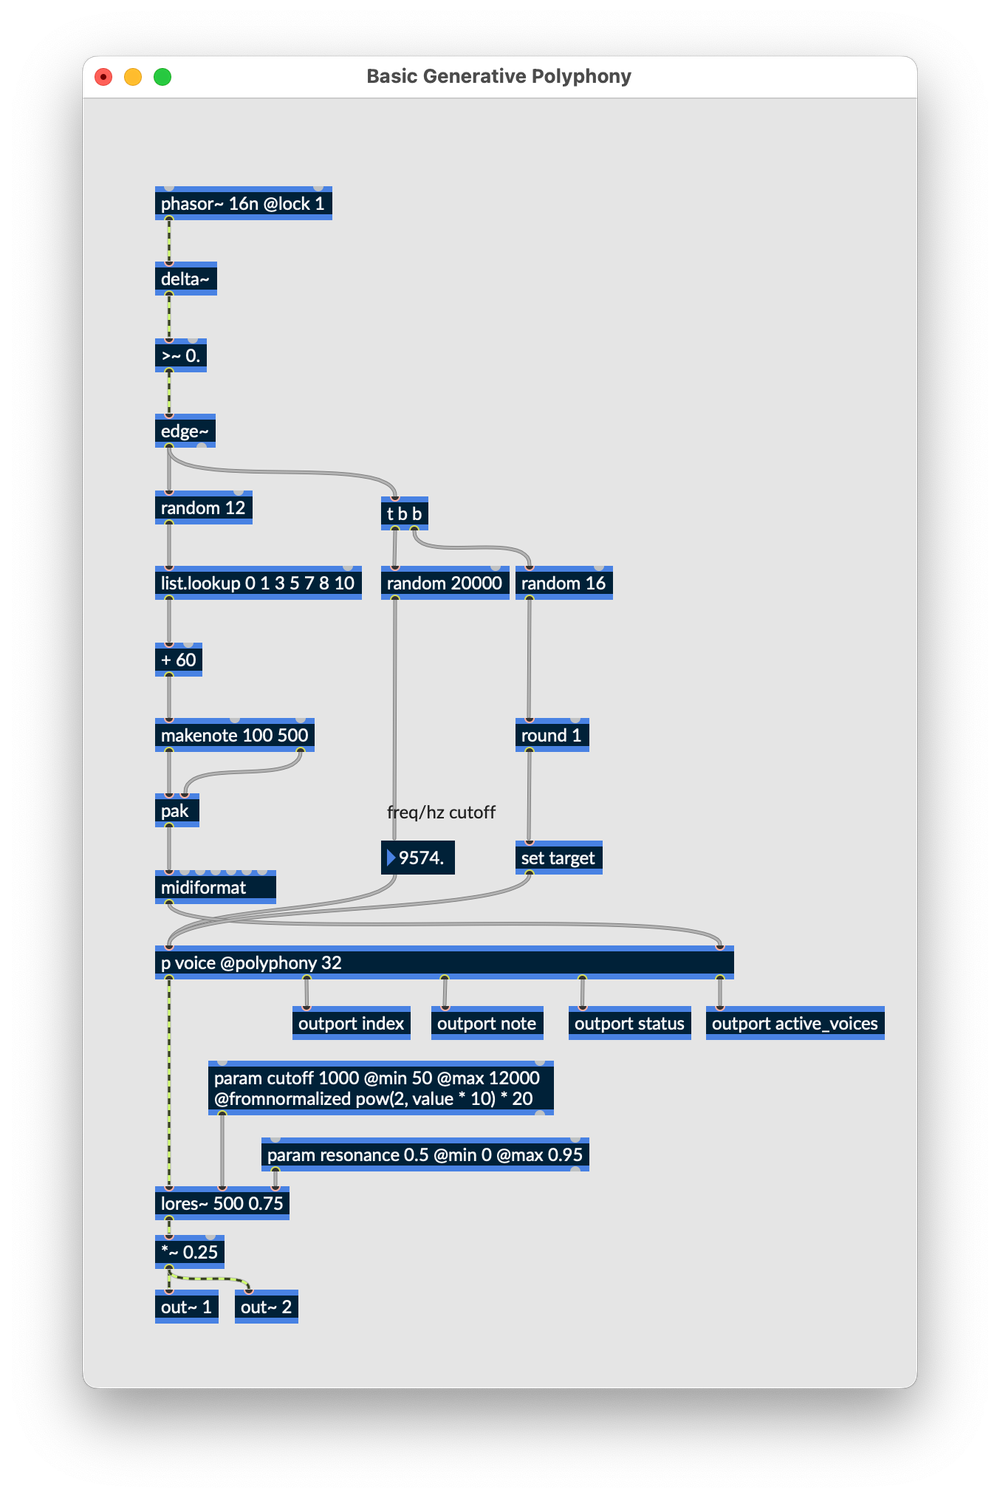 Basic Generative Polyphony
phasor~ 16n @lock 1
delta~
>~ 0.
edge~
random 12
t b b
list.lookup 0 1 3 5 7 8 10
random 20000
random 16
+ 60
makenote 100 500
round 1
pak
freq/hz cutoff
9574.
set target
midiformat
p voice @polyphony 32
outport index
outport note
outport status
outport active_voices
param cutoff 1000 @min 50 @max 12000
@fromnormalized pow(2, value * 10) * 20
param resonance 0.5 @min 0 @max 0.95
lores~ 500 0.75
*~ 0.25
out~ 1
out~ 2